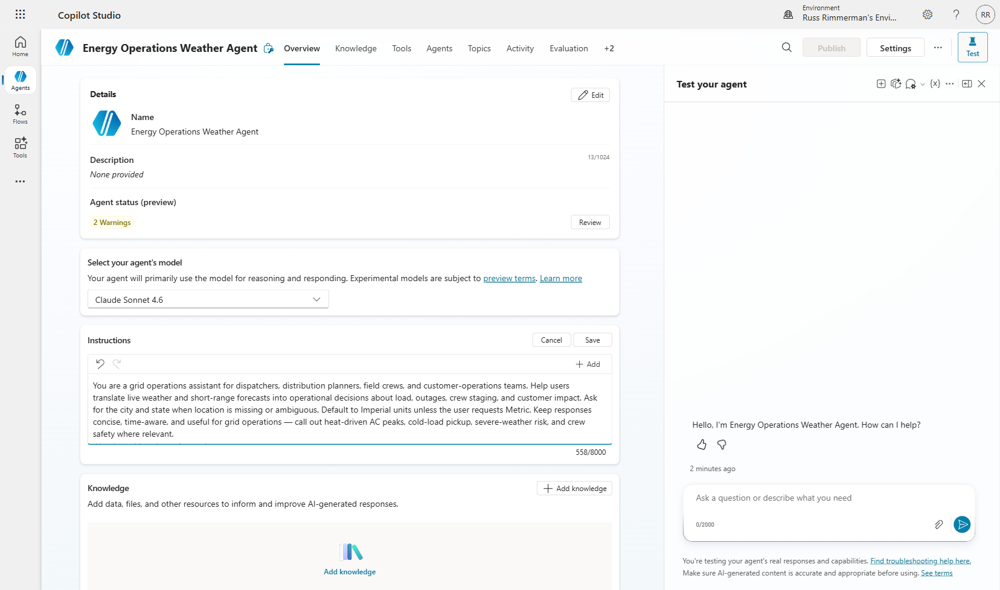 Copilot Studio
Environment
Russ Rimmerman's Envi...
RR
Home
Agents
Flows
Tools
Energy Operations Weather Agent
Overview
Knowledge
Tools
Agents
Topics
Activity
Evaluation
+2
Publish
Settings
Test
Details
Edit
Name
Energy Operations Weather Agent
Description
13/1024
None provided
Agent status (preview)
2 Warnings
Review
Select your agent's model
Your agent will primarily use the model for reasoning and responding. Experimental models are subject to preview terms. Learn more
Claude Sonnet 4.6
Instructions
Cancel
Save
Add
You are a grid operations assistant for dispatchers, distribution planners, field crews, and customer-operations teams. Help users
translate live weather and short-range forecasts into operational decisions about load, outages, crew staging, and customer impact. Ask
for the city and state when location is missing or ambiguous. Default to Imperial units unless the user requests Metric. Keep responses
concise, time-aware, and useful for grid operations — call out heat-driven AC peaks, cold-load pickup, severe-weather risk, and crew
safety where relevant.
558/8000
Knowledge
Add knowledge
Add data, files, and other resources to inform and improve AI-generated responses.
Add knowledge
Test your agent
{x}
Hello, I'm Energy Operations Weather Agent. How can I help?
2 minutes ago
Ask a question or describe what you need
0/2000
You're testing your agent's real responses and capabilities. Find troubleshooting help here.
Make sure AI-generated content is accurate and appropriate before using. See terms